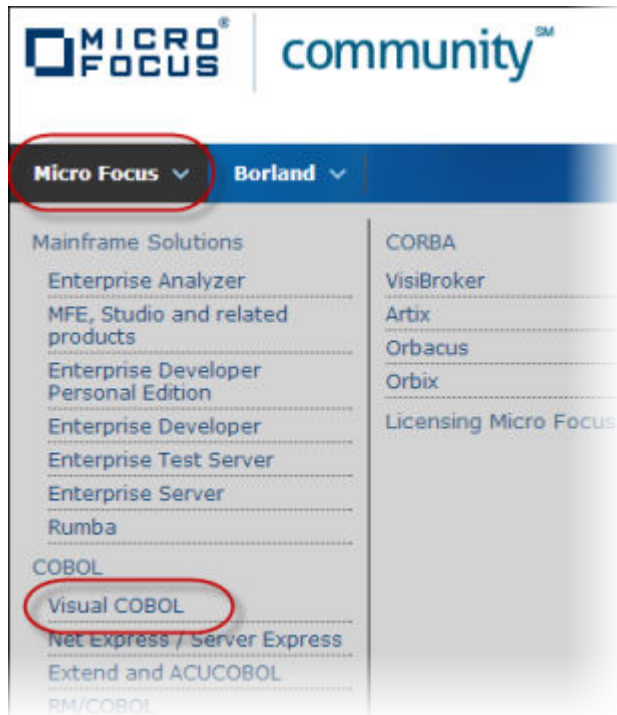 MICRO FOCUS® community℠
Micro Focus Borland
Mainframe Solutions
Enterprise Analyzer
MFE, Studio and related
products
Enterprise Developer
Personal Edition
Enterprise Developer
Enterprise Test Server
Enterprise Server
Rumba
COBOL
Visual COBOL
Net Express / Server Express
Extend and ACUCOBOL
RM/COBOL
CORBA
VisiBroker
Artix
Orbacus
Orbix
Licensing Micro Focus